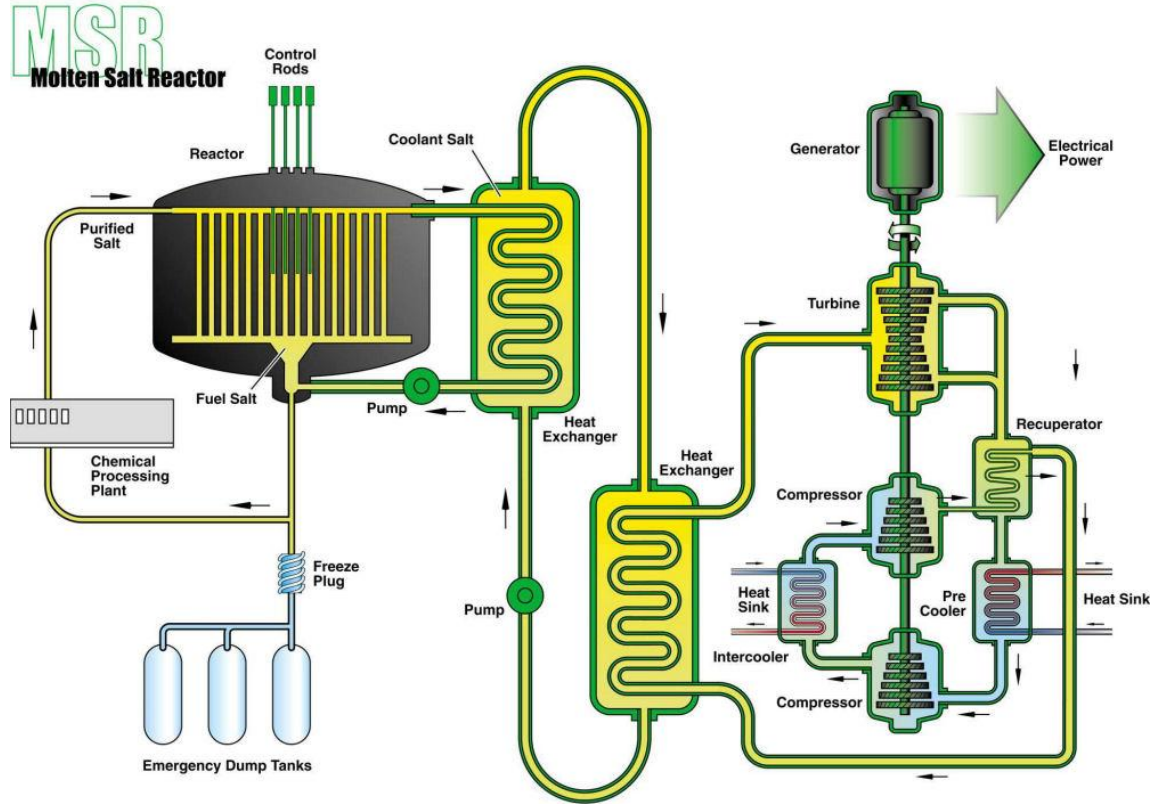 MSR
Molten Salt Reactor
Control
Rods
Reactor
Coolant Salt
Purified
Salt
Fuel Salt
Pump
Heat
Exchanger
Chemical
Processing
Plant
Freeze
Plug
Emergency Dump Tanks
Pump
Heat
Exchanger
Generator
Electrical
Power
Turbine
Recuperator
Compressor
Heat
Sink
Intercooler
Pre
Cooler
Heat Sink
Compressor